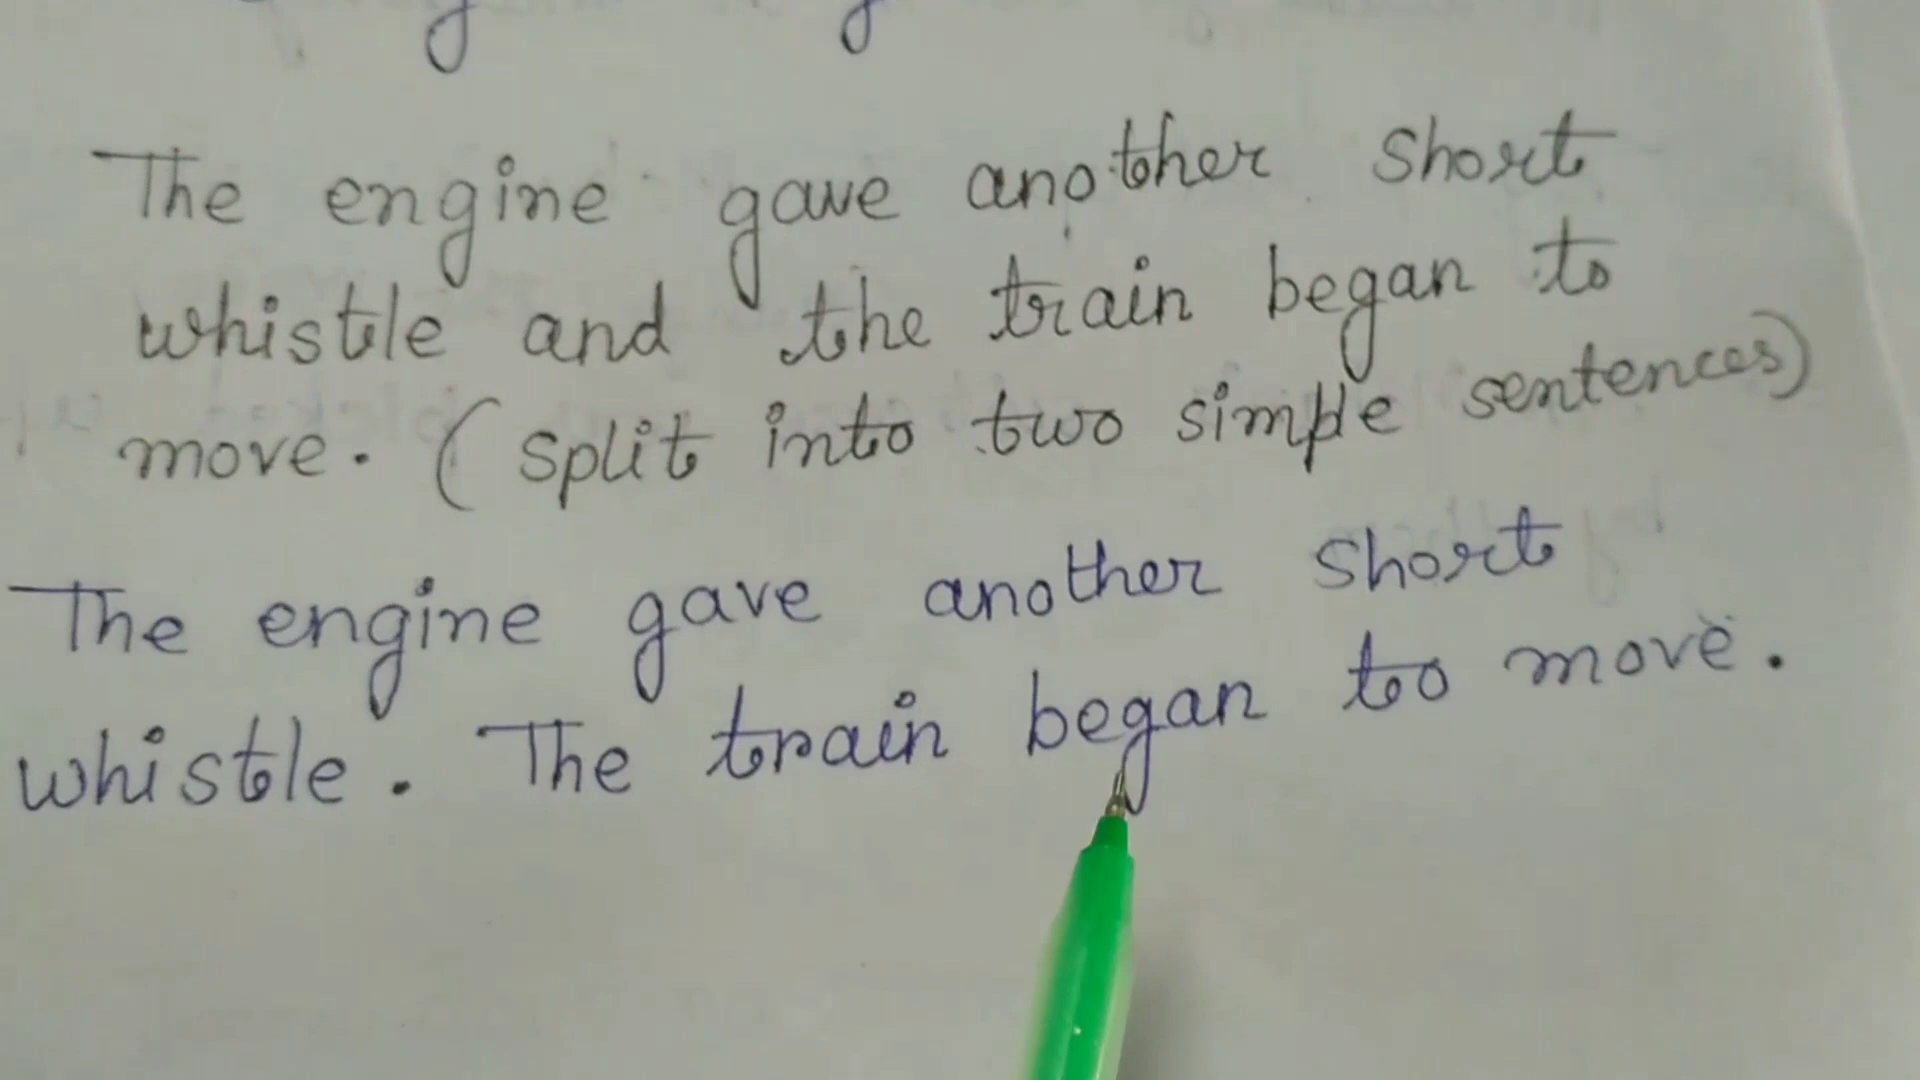 The engine gave another short
whistle and the train began to
move. (split into two simple sentences)
The engine gave another short
whistle. The train began to move.